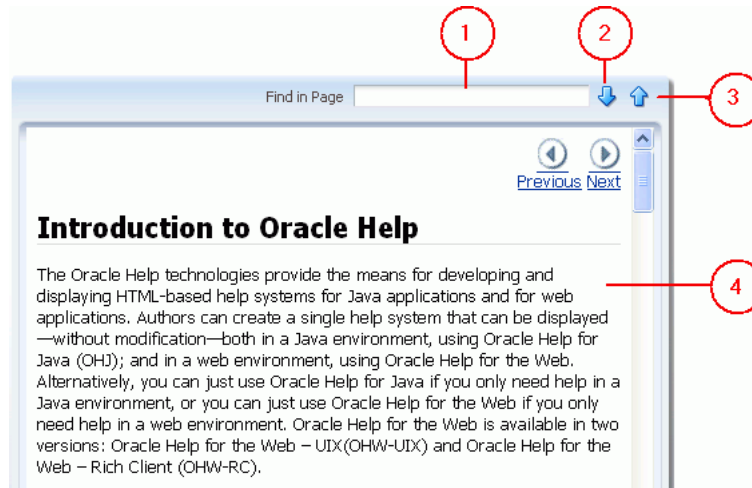 1
2
Find in Page
3
Previous Next
Introduction to Oracle Help
The Oracle Help technologies provide the means for developing and
displaying HTML-based help systems for Java applications and for web
applications. Authors can create a single help system that can be displayed
—without modification—both in a Java environment, using Oracle Help for
Java (OHJ); and in a web environment, using Oracle Help for the Web.
Alternatively, you can just use Oracle Help for Java if you only need help in a
Java environment, or you can just use Oracle Help for the Web if you only
need help in a web environment. Oracle Help for the Web is available in two
versions: Oracle Help for the Web – UIX(OHW-UIX) and Oracle Help for the
Web – Rich Client (OHW-RC).
4